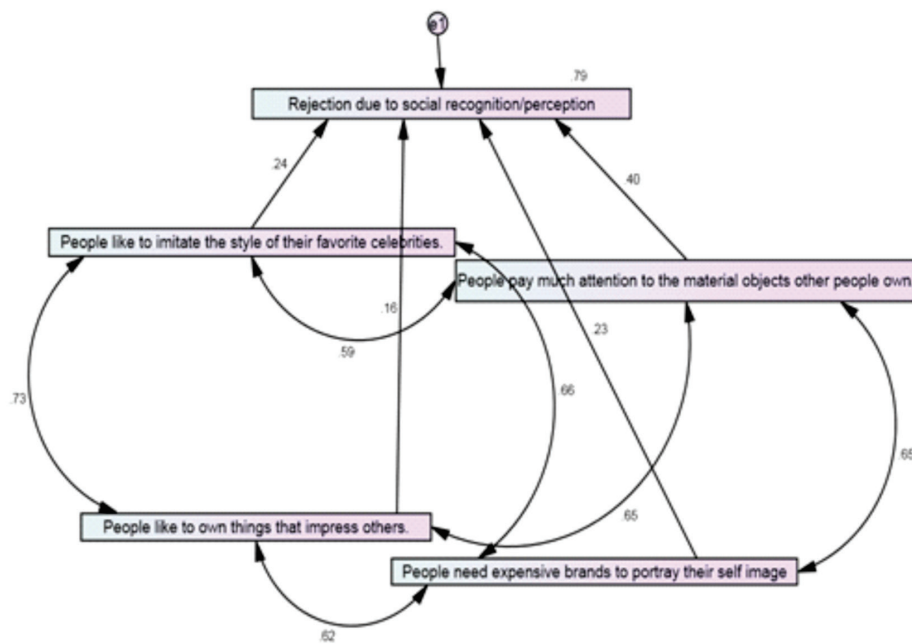 e1
.79
Rejection due to social recognition/perception
.24
.40
People like to imitate the style of their favorite celebrities.
People pay much attention to the material objects other people own.
.16
.23
.59
.66
.73
.65
People like to own things that impress others.
.65
People need expensive brands to portray their self image
.62